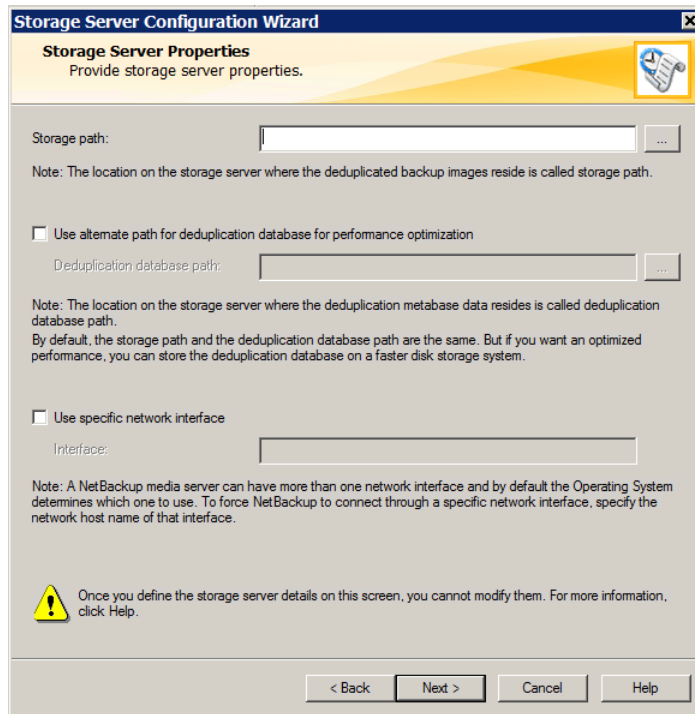 Storage Server Configuration Wizard
Storage Server Properties
Provide storage server properties.
Storage path:
...
Note: The location on the storage server where the deduplicated backup images reside is called storage path.
Use alternate path for deduplication database for performance optimization
Deduplication database path:
...
Note: The location on the storage server where the deduplication metabase data resides is called deduplication
database path.
By default, the storage path and the deduplication database path are the same. But if you want an optimized
performance, you can store the deduplication database on a faster disk storage system.
Use specific network interface
Interface:
Note: A NetBackup media server can have more than one network interface and by default the Operating System
determines which one to use. To force NetBackup to connect through a specific network interface, specify the
network host name of that interface.
Once you define the storage server details on this screen, you cannot modify them. For more information,
click Help.
< Back Next > Cancel Help